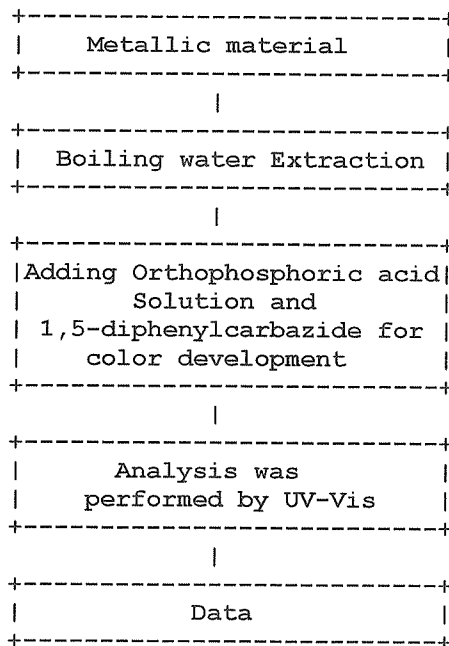 Metallic material
Boiling water Extraction
Adding Orthophosphoric acid
Solution and
1,5-diphenylcarbazide for
color development
Analysis was
performed by UV-Vis
Data